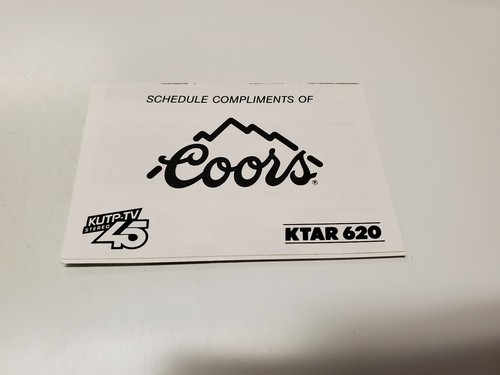 SCHEDULE COMPLIMENTS OF
Coors®
KUTP-TV
STEREO 45
KTAR 620